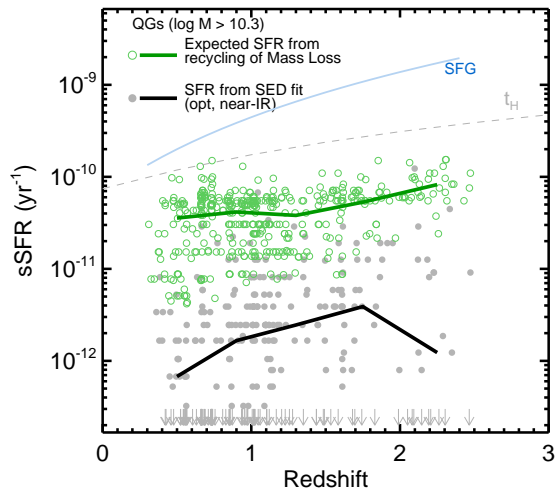 QGs (log M > 10.3)
Expected SFR from
recycling of Mass Loss
SFR from SED fit
(opt, near-IR)
SFG
t_H
10^-9
10^-10
10^-11
10^-12
sSFR (yr^-1)
0 1 2 3
Redshift